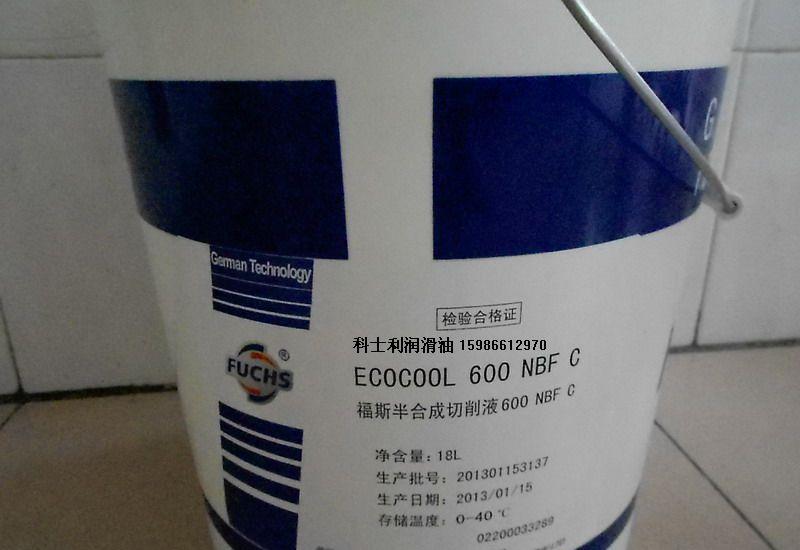 G
German Technology
检验合格证
科士利润滑油 15986612970
FUCHS®
ECOCOOL 600 NBF C
福斯半合成切削液600 NBF C
净含量: 18L
生产批号: 201301153137
生产日期: 2013/01/15
存储温度: 0-40 ℃
02200033289